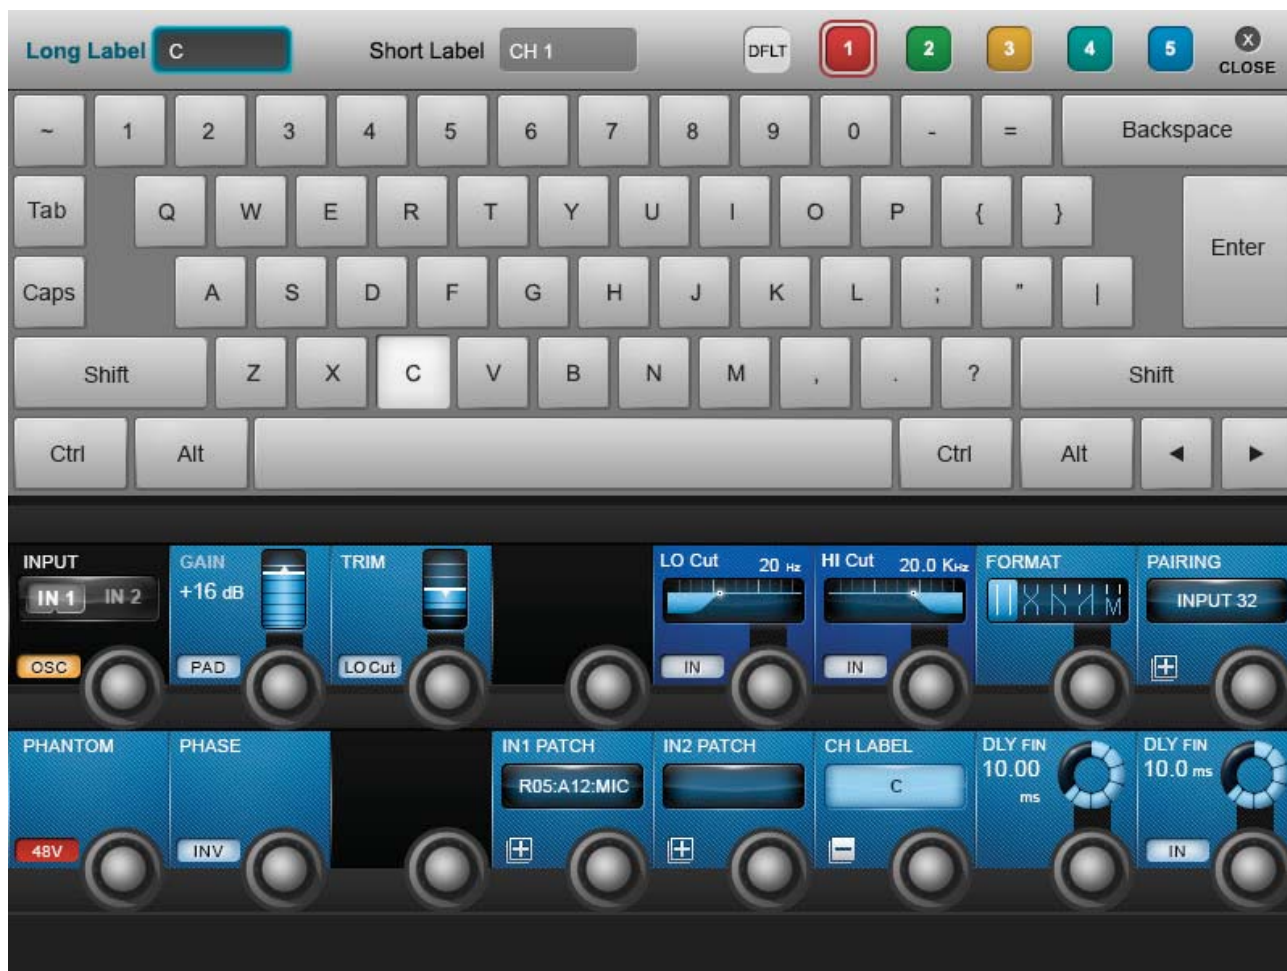 Long Label C Short Label CH 1 DFLT 1 2 3 4 5 X
CLOSE
~ 1 2 3 4 5 6 7 8 9 0 - = Backspace
Tab Q W E R T Y U I O P { }
Enter
Caps A S D F G H J K L ; " |
Shift Z X C V B N M , . ? Shift
Ctrl Alt Ctrl Alt ◄ ►
INPUT GAIN TRIM LO Cut 20 Hz HI Cut 20.0 KHz FORMAT PAIRING
IN 1 IN 2 +16 dB M INPUT 32
OSC PAD LO Cut IN IN
PHANTOM PHASE IN1 PATCH IN2 PATCH CH LABEL DLY FIN DLY FIN
10.00 10.0 ms
R05:A12:MIC C ms
48V INV IN